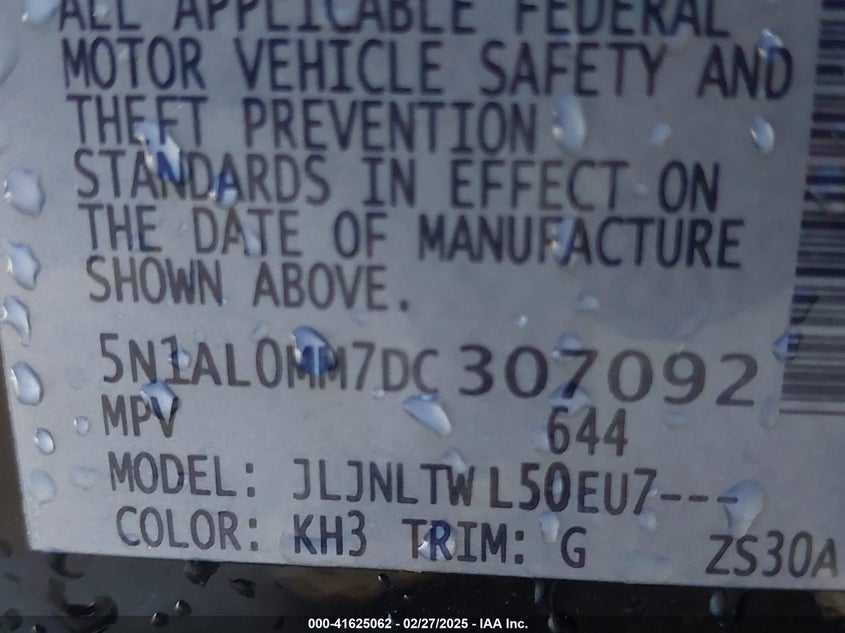 ALL APPLICABLE FEDERAL
MOTOR VEHICLE SAFETY AND
THEFT PREVENTION
STANDARDS IN EFFECT ON
THE DATE OF MANUFACTURE
SHOWN ABOVE.
5N1AL0MM7DC307092
MPV 644
MODEL: JLJNLTWL50EU7---
COLOR: KH3 TRIM: G ZS30A
000-41625062 - 02/27/2025 - IAA Inc.